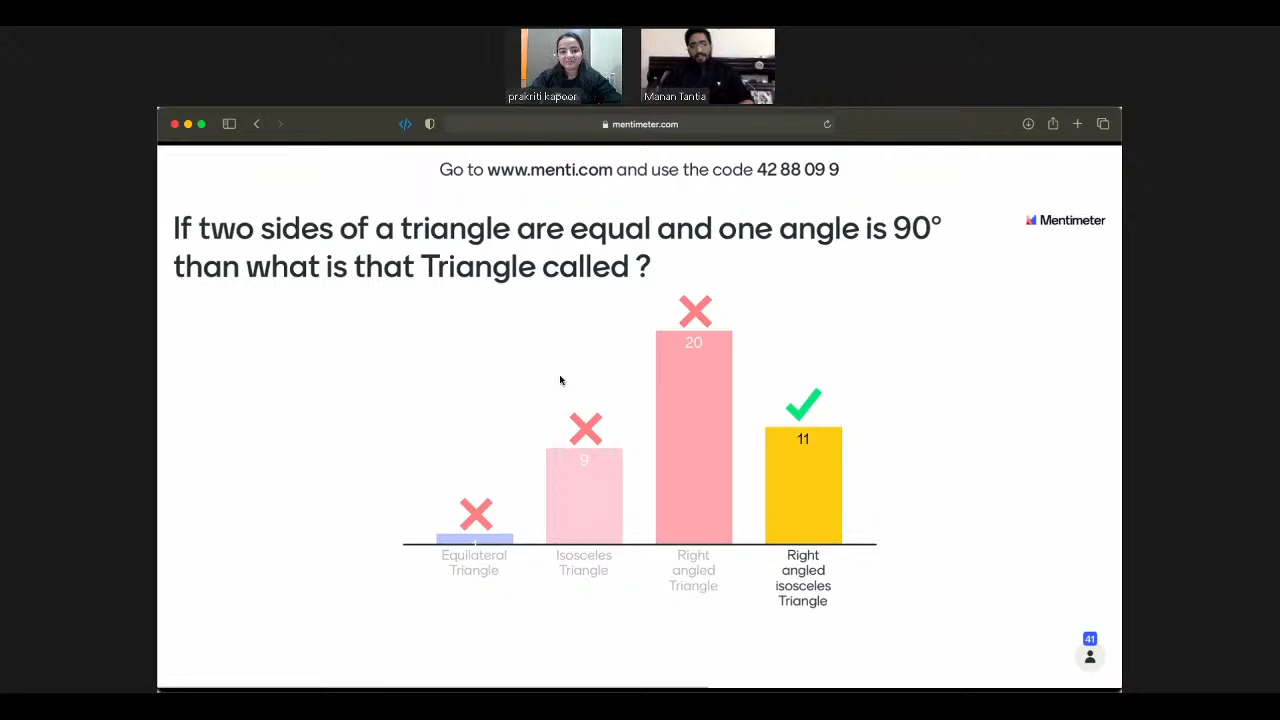 prakriti kapoor
Manan Tantia
mentimeter.com
Go to www.menti.com and use the code 42 88 09 9
If two sides of a triangle are equal and one angle is 90°
than what is that Triangle called ?
Mentimeter
1
9
20
11
Equilateral
Triangle
Isosceles
Triangle
Right
angled
Triangle
Right
angled
isosceles
Triangle
41